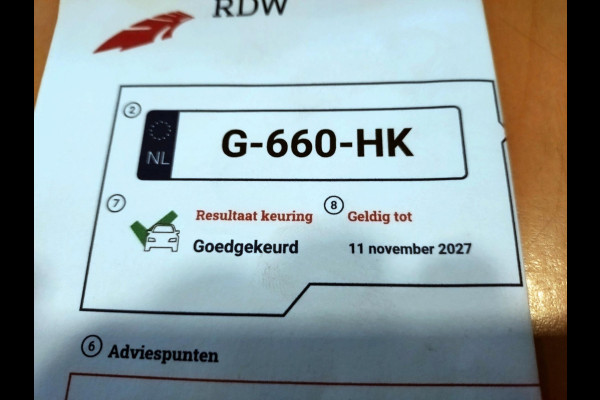 RDW
2
NL G-660-HK
7 Resultaat keuring 8 Geldig tot
Goedgekeurd 11 november 2027
6 Adviespunten